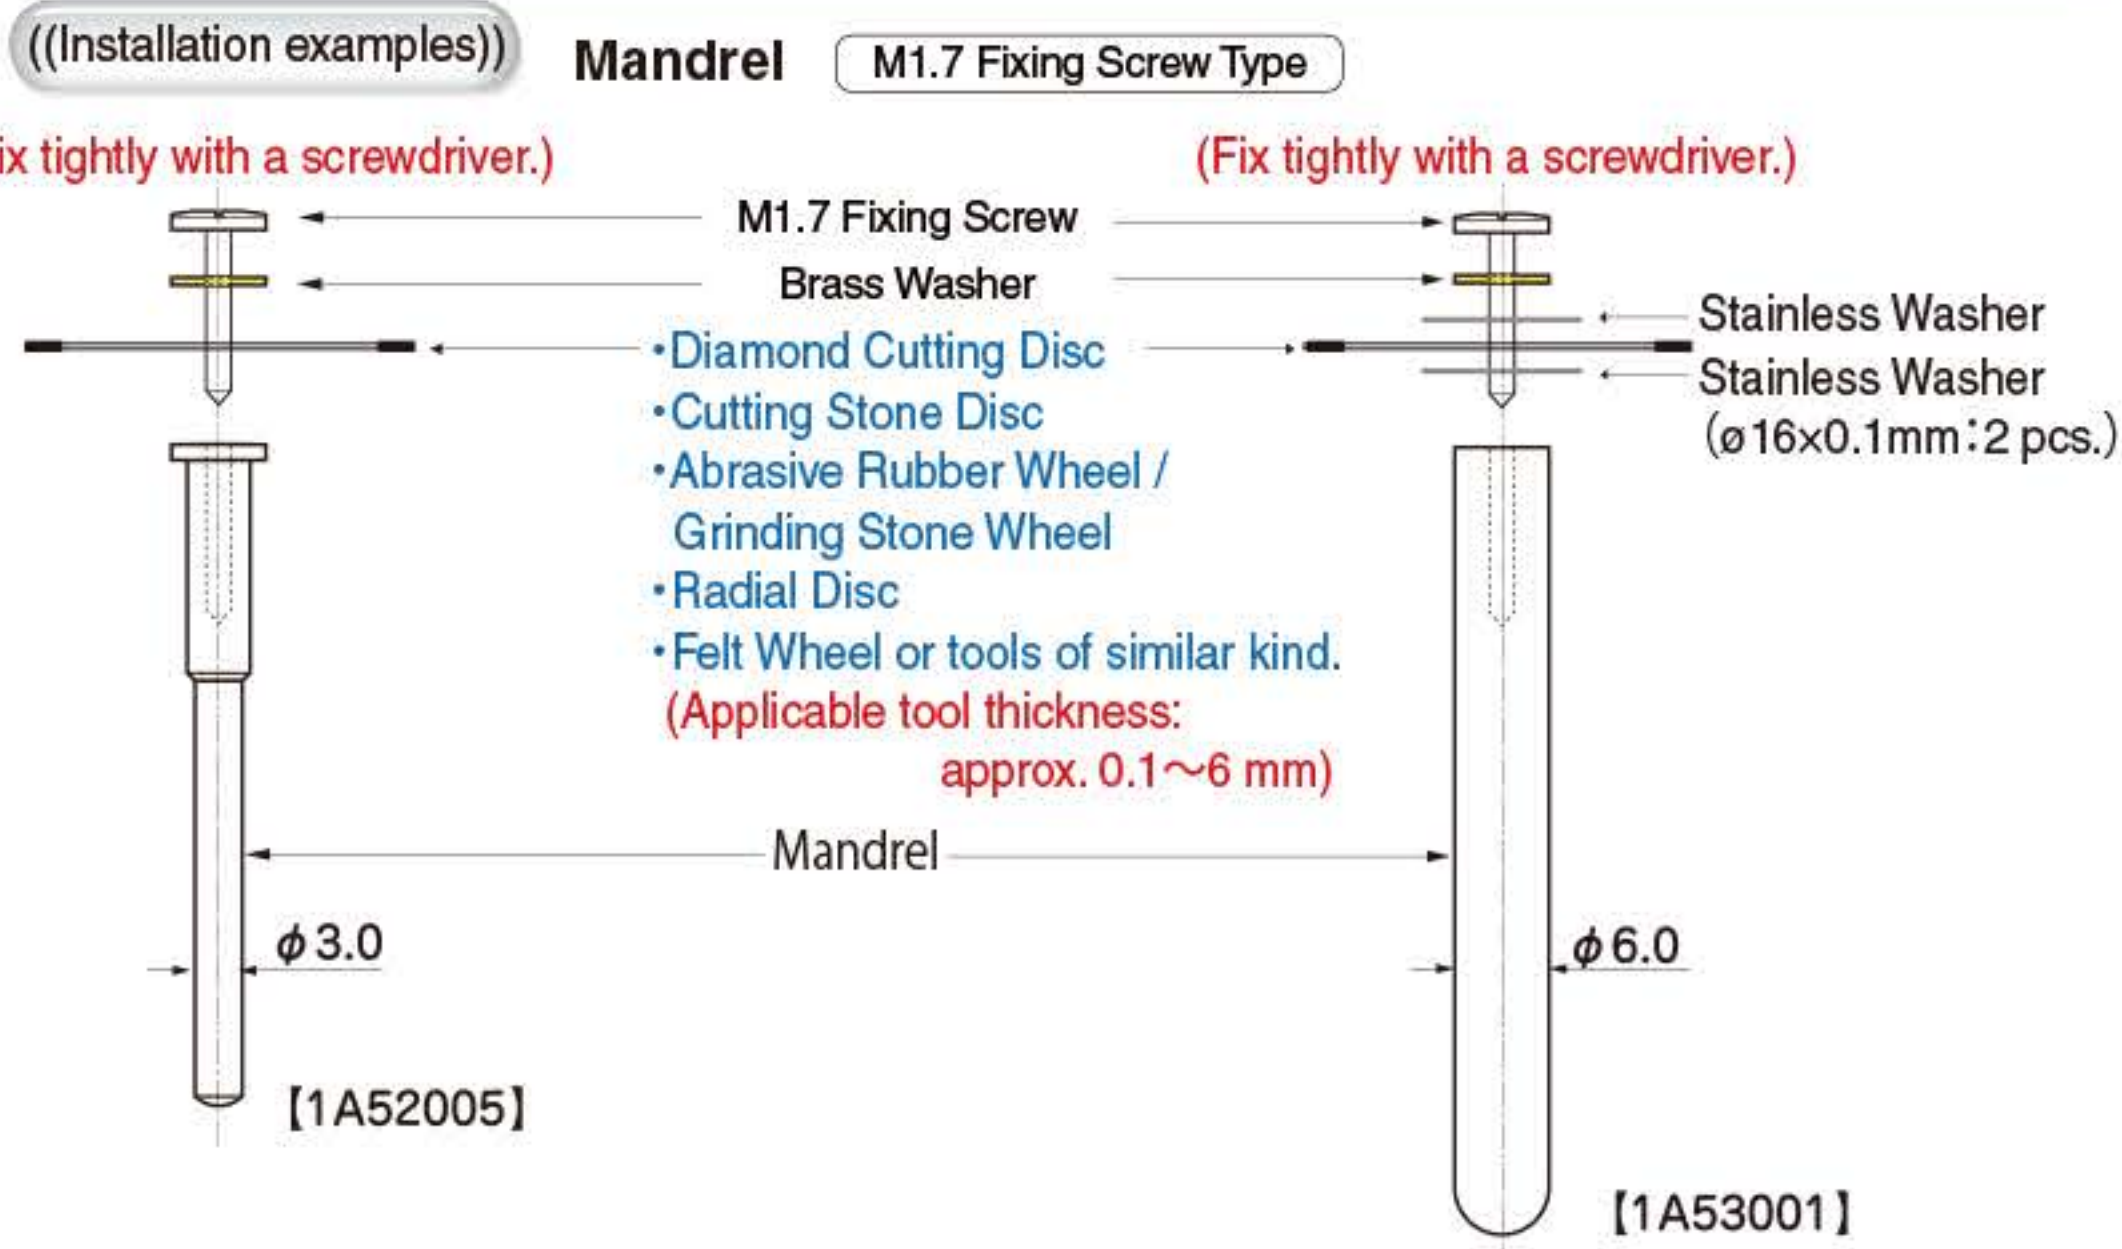 ((Installation examples)) Mandrel M1.7 Fixing Screw Type
ix tightly with a screwdriver.) (Fix tightly with a screwdriver.)
M1.7 Fixing Screw
Brass Washer
Stainless Washer
•Diamond Cutting Disc
Stainless Washer
(ø16×0.1mm:2 pcs.)
•Cutting Stone Disc
•Abrasive Rubber Wheel /
Grinding Stone Wheel
•Radial Disc
•Felt Wheel or tools of similar kind.
(Applicable tool thickness:
approx. 0.1～6 mm)
Mandrel
ϕ3.0 ϕ6.0
【1A52005】
【1A53001】